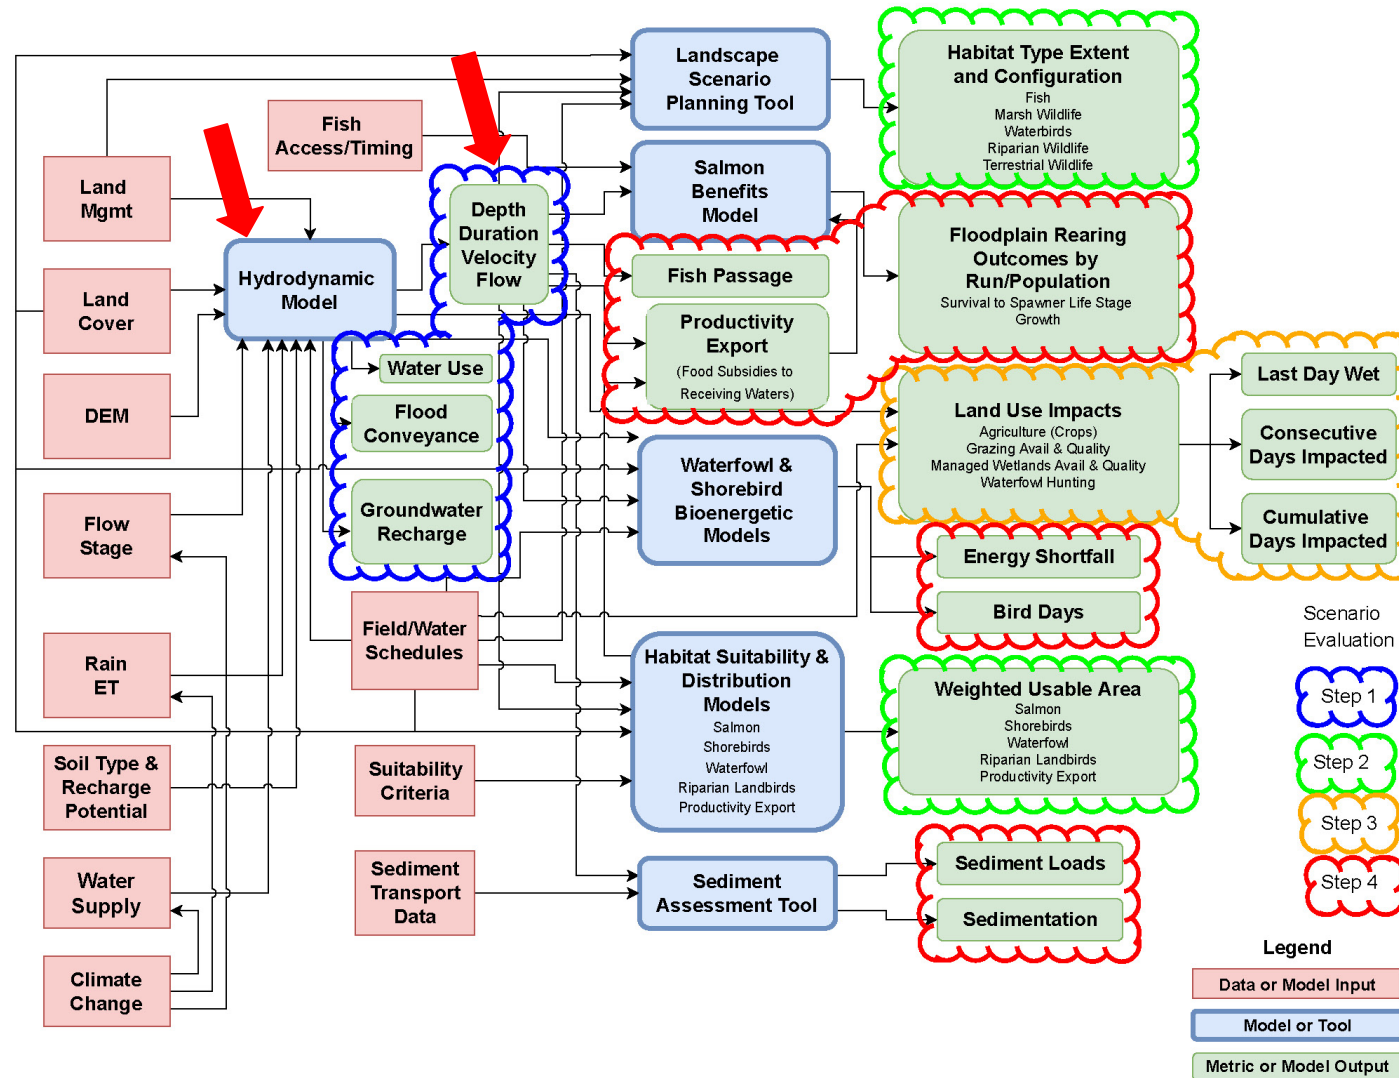 Landscape
Scenario
Planning Tool
Habitat Type Extent
and Configuration
Fish
Marsh Wildlife
Waterbirds
Riparian Wildlife
Terrestrial Wildlife
Fish
Access/Timing
Land
Mgmt
Salmon
Benefits
Model
Depth
Duration
Velocity
Flow
Floodplain Rearing
Outcomes by
Run/Population
Survival to Spawner Life Stage
Growth
Hydrodynamic
Model
Fish Passage
Land
Cover
Productivity
Export
(Food Subsidies to
Receiving Waters)
Water Use
Last Day Wet
DEM
Flood
Conveyance
Land Use Impacts
Agriculture (Crops)
Grazing Avail & Quality
Managed Wetlands Avail & Quality
Waterfowl Hunting
Consecutive
Days Impacted
Waterfowl &
Shorebird
Bioenergetic
Models
Groundwater
Recharge
Flow
Stage
Cumulative
Days Impacted
Energy Shortfall
Bird Days
Field/Water
Schedules
Scenario
Evaluation
Rain
ET
Habitat Suitability &
Distribution
Models
Salmon
Shorebirds
Waterfowl
Riparian Landbirds
Productivity Export
Weighted Usable Area
Salmon
Shorebirds
Waterfowl
Riparian Landbirds
Productivity Export
Step 1
Step 2
Step 3
Step 4
Soil Type &
Recharge
Potential
Suitability
Criteria
Water
Supply
Sediment
Transport
Data
Sediment
Assessment Tool
Sediment Loads
Sedimentation
Climate
Change
Legend
Data or Model Input
Model or Tool
Metric or Model Output